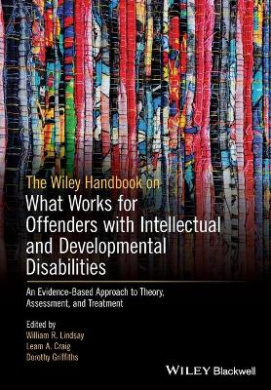 The Wiley Handbook on
What Works for
Offenders with Intellectual
and Developmental
Disabilities
An Evidence-Based Approach to Theory,
Assessment, and Treatment
Edited by
William R. Lindsay
Leam A. Craig
Dorothy Griffiths
WILEY Blackwell